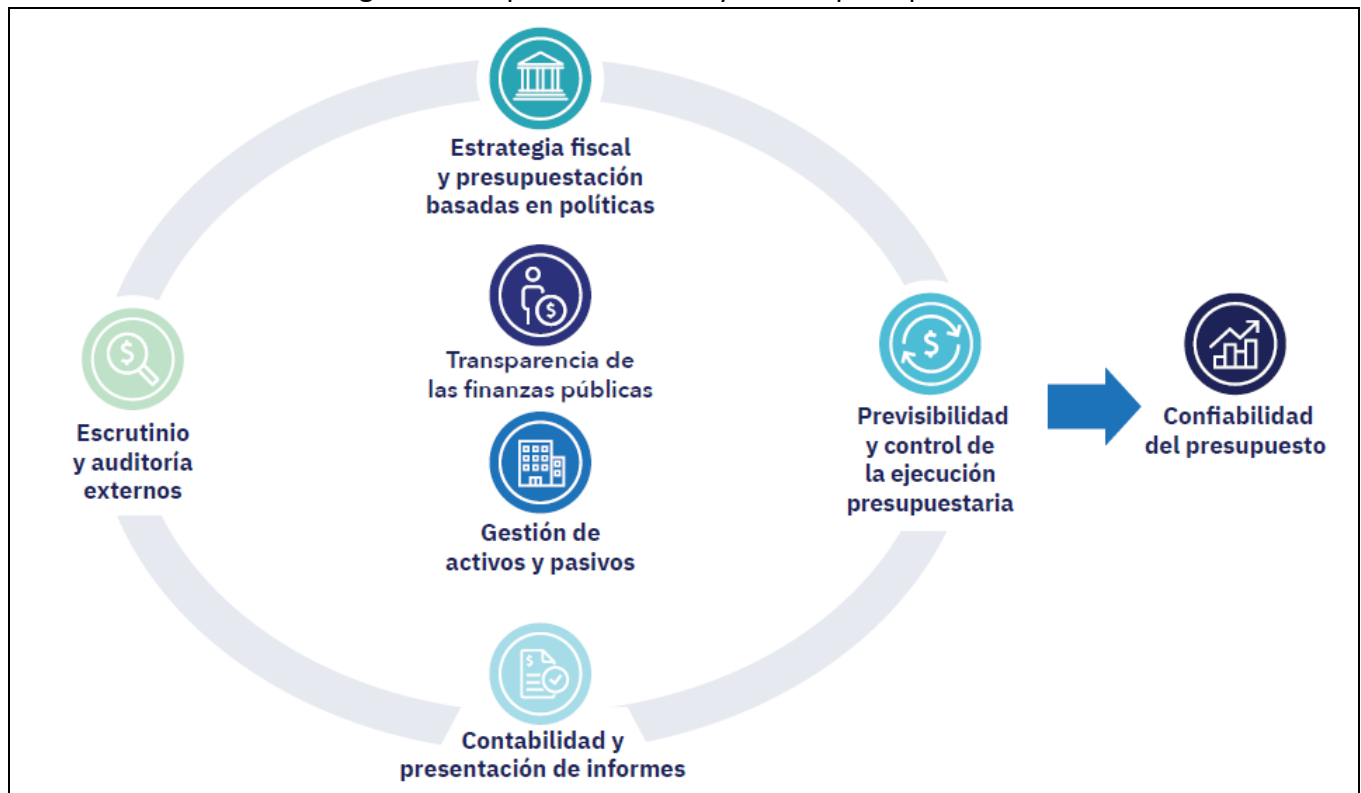 Estrategia fiscal
y presupuestación
basadas en políticas
$
Transparencia de
las finanzas públicas
$
Escrutinio
y auditoría
externos
$
Previsibilidad
y control de
la ejecución
presupuestaria
Confiabilidad
del presupuesto
Gestión de
activos y pasivos
$
Contabilidad y
presentación de informes